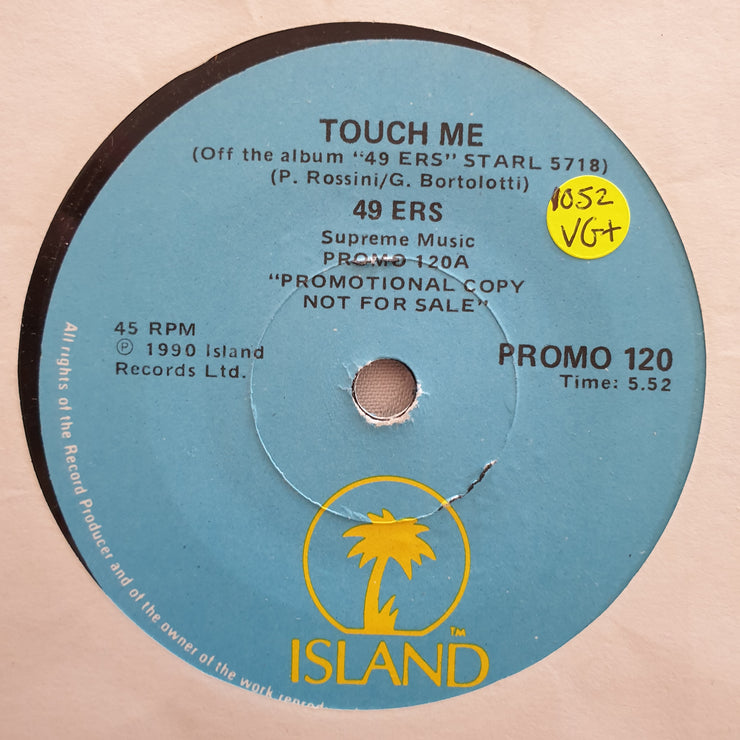 TOUCH ME
(Off the album "49 ERS" STARL 5718)
(P. Rossini/G. Bortolotti)
49 ERS
1052
VG+
Supreme Music
PROMO 120A
"PROMOTIONAL COPY
NOT FOR SALE"
45 RPM
℗ 1990 Island
Records Ltd.
PROMO 120
Time: 5.52
All rights of the Record Producer and of the owner of the work
ISLAND TM